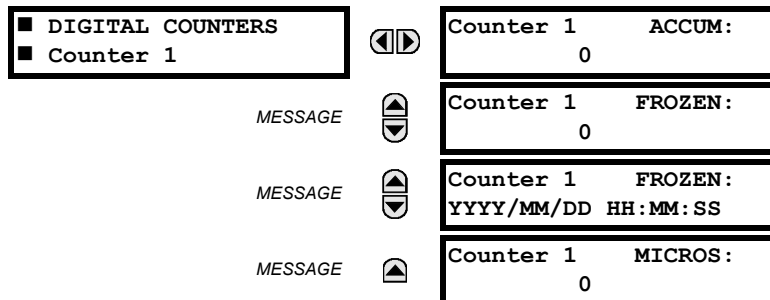 ■ DIGITAL COUNTERS
■ Counter 1
Counter 1 ACCUM:
0
MESSAGE
Counter 1 FROZEN:
0
MESSAGE
Counter 1 FROZEN:
YYYY/MM/DD HH:MM:SS
MESSAGE
Counter 1 MICROS:
0